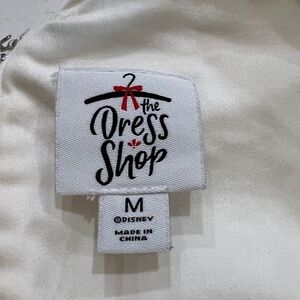 the
Dress
Shop
M
©DISNEY
MADE IN
CHINA